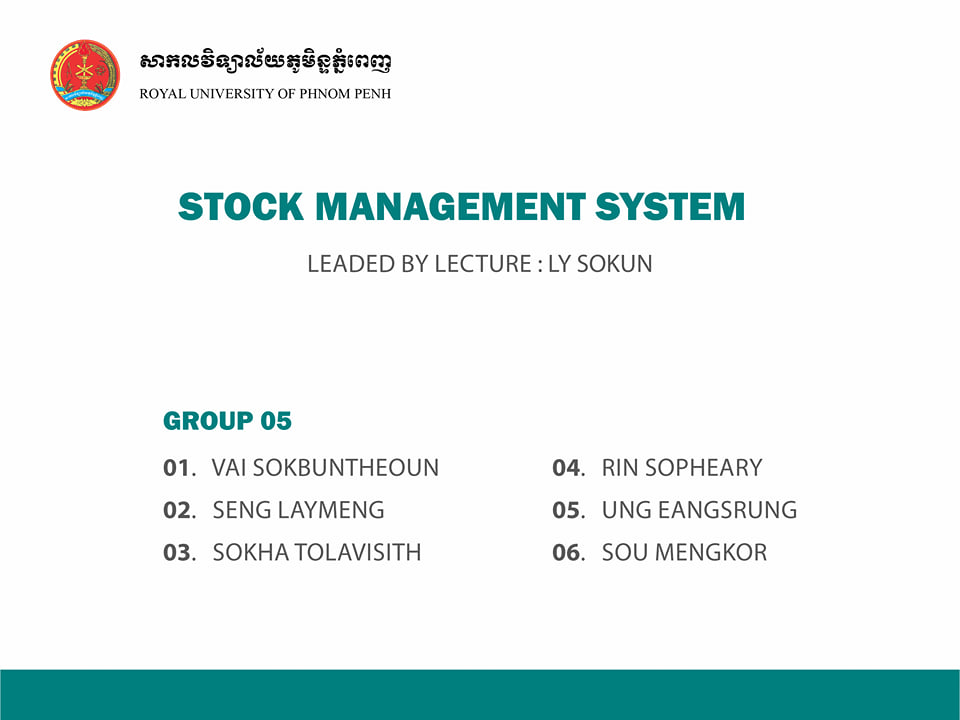 សាកលវិទ្យាល័យភូមិន្ទភ្នំពេញ
ROYAL UNIVERSITY OF PHNOM PENH
STOCK MANAGEMENT SYSTEM
LEADED BY LECTURE : LY SOKUN
GROUP 05
01. VAI SOKBUNTHEOUN
02. SENG LAYMENG
03. SOKHA TOLAVISITH
04. RIN SOPHEARY
05. UNG EANGSRUNG
06. SOU MENGKOR